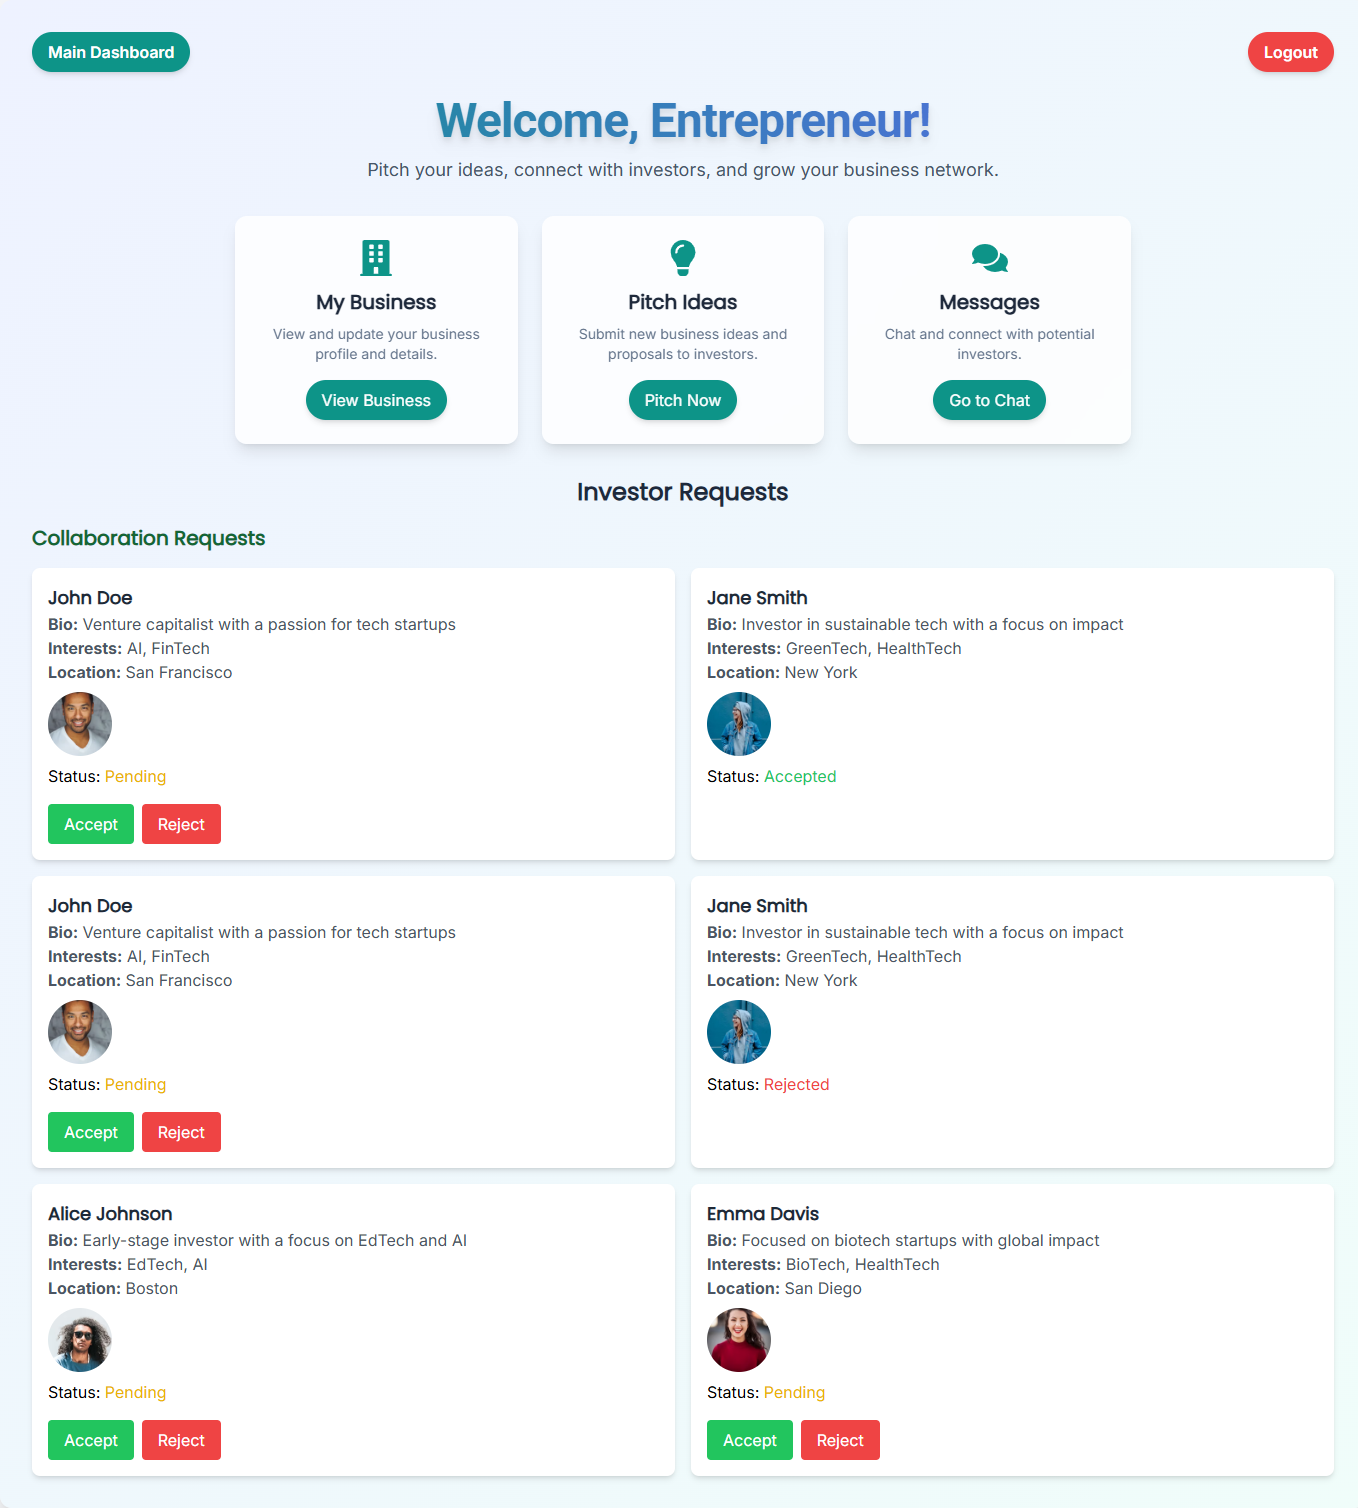 Main Dashboard
Logout
Welcome, Entrepreneur!
Pitch your ideas, connect with investors, and grow your business network.
My Business
View and update your business
profile and details.
View Business
Pitch Ideas
Submit new business ideas and
proposals to investors.
Pitch Now
Messages
Chat and connect with potential
investors.
Go to Chat
Investor Requests
Collaboration Requests
John Doe
Bio: Venture capitalist with a passion for tech startups
Interests: AI, FinTech
Location: San Francisco
Status: Pending
Accept
Reject
Jane Smith
Bio: Investor in sustainable tech with a focus on impact
Interests: GreenTech, HealthTech
Location: New York
Status: Accepted
John Doe
Bio: Venture capitalist with a passion for tech startups
Interests: AI, FinTech
Location: San Francisco
Status: Pending
Accept
Reject
Jane Smith
Bio: Investor in sustainable tech with a focus on impact
Interests: GreenTech, HealthTech
Location: New York
Status: Rejected
Alice Johnson
Bio: Early-stage investor with a focus on EdTech and AI
Interests: EdTech, AI
Location: Boston
Status: Pending
Accept
Reject
Emma Davis
Bio: Focused on biotech startups with global impact
Interests: BioTech, HealthTech
Location: San Diego
Status: Pending
Accept
Reject